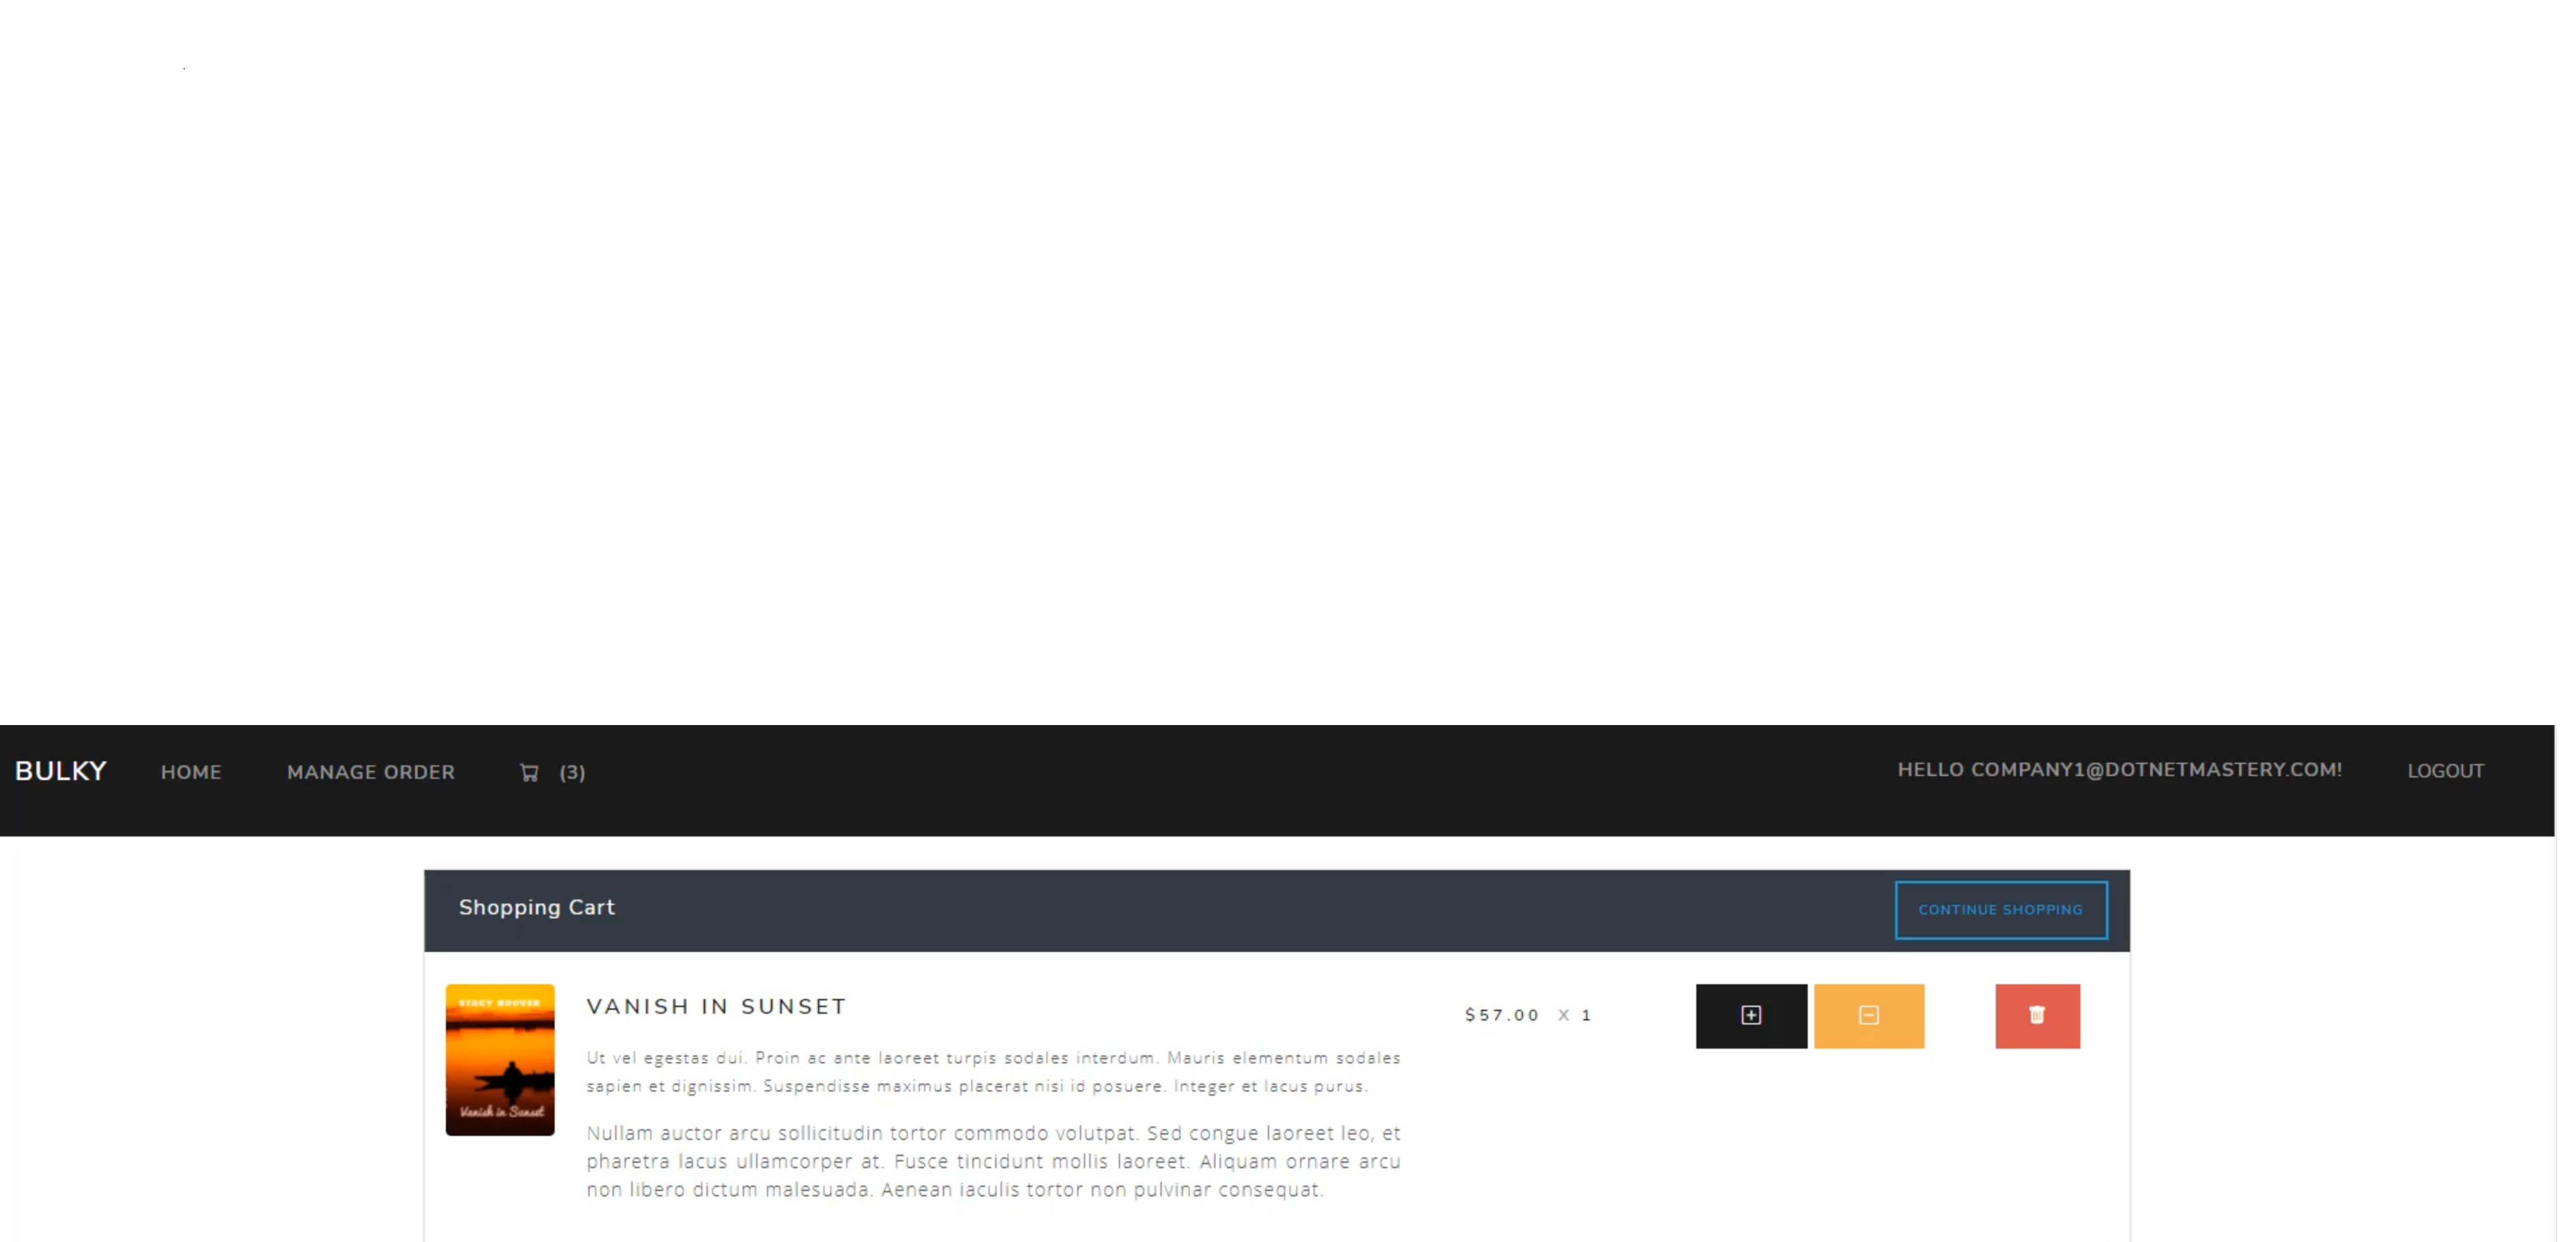 BULKY HOME MANAGE ORDER (3) HELLO COMPANY1@DOTNETMASTERY.COM! LOGOUT
Shopping Cart CONTINUE SHOPPING
STACY HOOVER
Vanish in Sunset
VANISH IN SUNSET
$57.00 X 1
Ut vel egestas dui. Proin ac ante laoreet turpis sodales interdum. Mauris elementum sodales
sapien et dignissim. Suspendisse maximus placerat nisi id posuere. Integer et lacus purus.
Nullam auctor arcu sollicitudin tortor commodo volutpat. Sed congue laoreet leo, et
pharetra lacus ullamcorper at. Fusce tincidunt mollis laoreet. Aliquam ornare arcu
non libero dictum malesuada. Aenean iaculis tortor non pulvinar consequat.